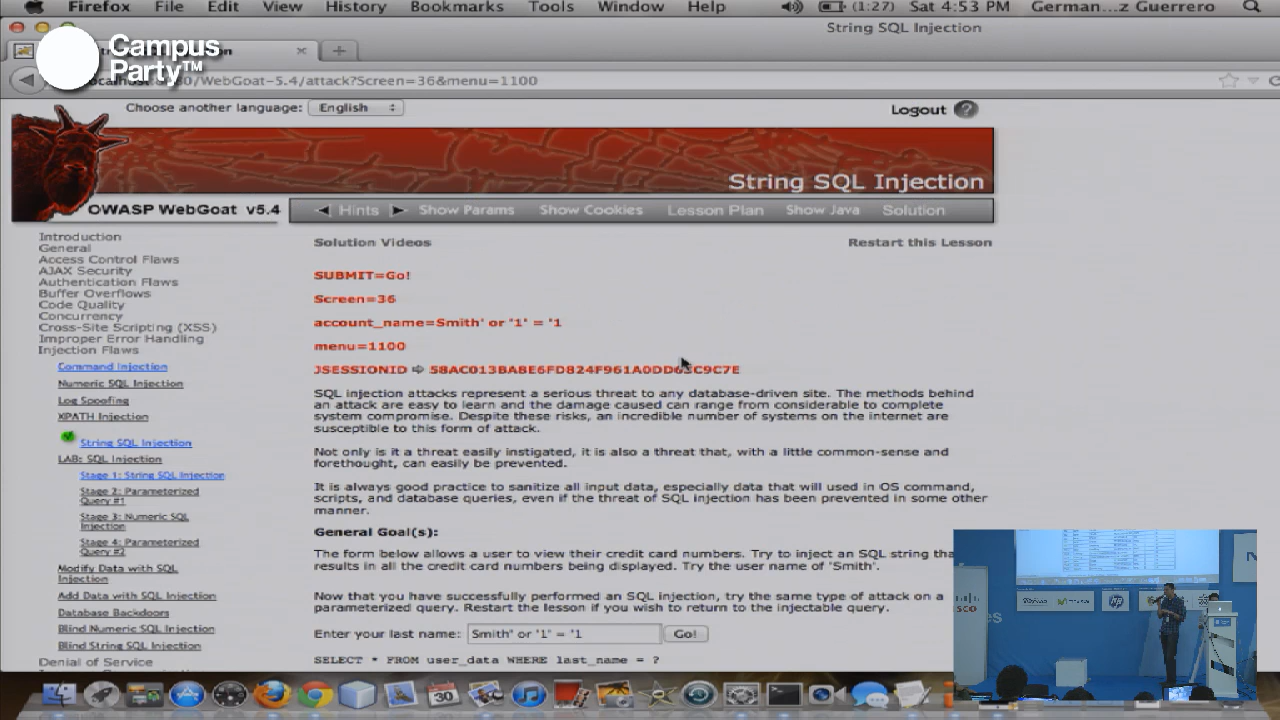 Firefox File Edit View History Bookmarks Tools Window Help (1:27) Sat 4:53 PM German...z Guerrero
String SQL Injection
Campus
Party™
/WebGoat-5.4/attack?Screen=36&menu=1100
Choose another language: English Logout ?
String SQL Injection
OWASP WebGoat v5.4 Hints Show Params Show Cookies Lesson Plan Show Java Solution
Solution Videos Restart this Lesson
Introduction
General
Access Control Flaws
AJAX Security
Authentication Flaws
Buffer Overflows
Code Quality
Concurrency
Cross-Site Scripting (XSS)
Improper Error Handling
Injection Flaws
Command Injection
Numeric SQL Injection
Log Spoofing
XPATH Injection
String SQL Injection
LAB: SQL Injection
Stage 1: String SQL Injection
Stage 2: Parameterized
Query #1
Stage 3: Numeric SQL
Injection
Stage 4: Parameterized
Query #2
Modify Data with SQL
Injection
Add Data with SQL Injection
Database Backdoors
Blind Numeric SQL Injection
Blind String SQL Injection
Denial of Service
SUBMIT=Go!
Screen=36
account_name=Smith' or '1' = '1
menu=1100
JSESSIONID
SQL injection attacks represent a serious threat to any database-driven site. The methods behind
an attack are easy to learn and the damage caused can range from considerable to complete
system compromise. Despite these risks, an incredible number of systems on the internet are
susceptible to this form of attack.
Not only is it a threat easily instigated, it is also a threat that, with a little common-sense and
forethought, can easily be prevented.
It is always good practice to sanitize all input data, especially data that will used in OS command,
scripts, and database queries, even if the threat of SQL injection has been prevented in some other
manner.
General Goal(s):
The form below allows a user to view their credit card numbers. Try to inject an SQL string
results in all the credit card numbers being displayed. Try the user name of 'Smith'.
Now that you have successfully performed an SQL injection, try the same type of attack on a
parameterized query. Restart the lesson if you wish to return to the injectable query.
Enter your last name: Smith' or '1' = '1 Go!
SELECT * FROM user_data WHERE last_name = ?
30
hp